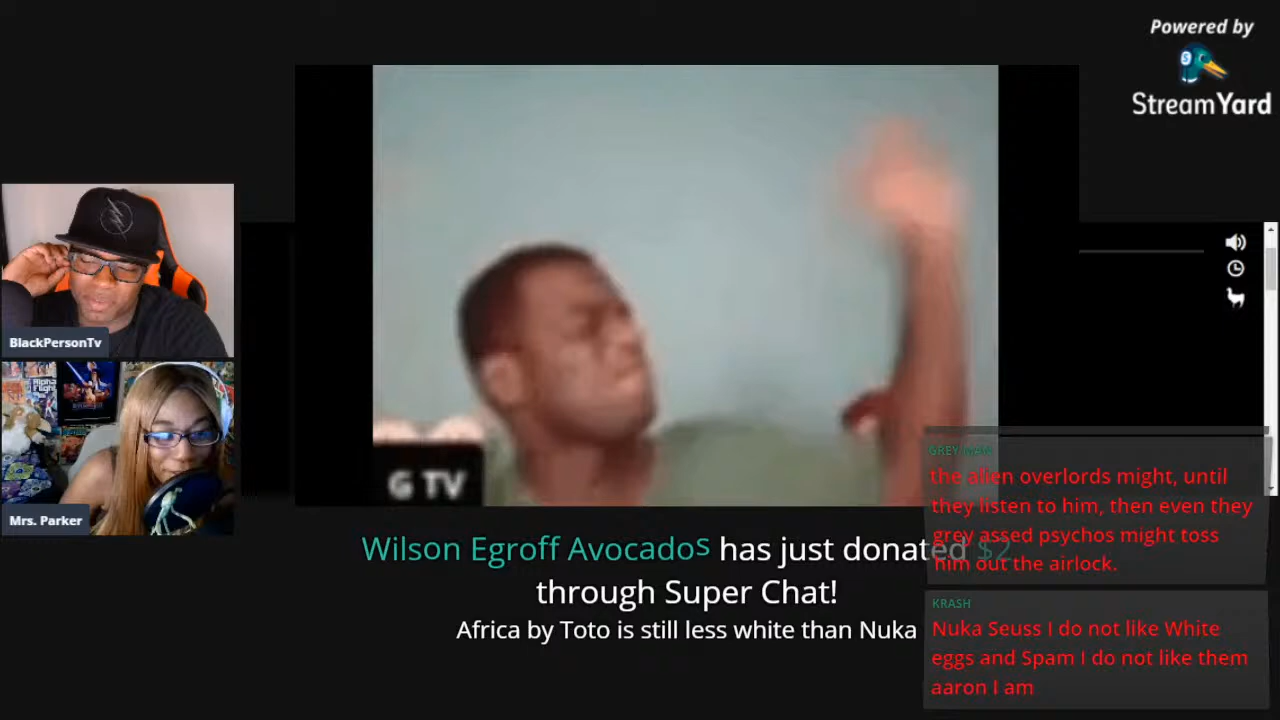 Powered by
StreamYard
BlackPersonTv
Mrs. Parker
G TV
Wilson Egroff Avocados has just donated $2
through Super Chat!
Africa by Toto is still less white than Nuka
GREY MAN
the alien overlords might, until
they listen to him, then even they
grey assed psychos might toss
him out the airlock.
KRASH
Nuka Seuss I do not like White
eggs and Spam I do not like them
aaron I am